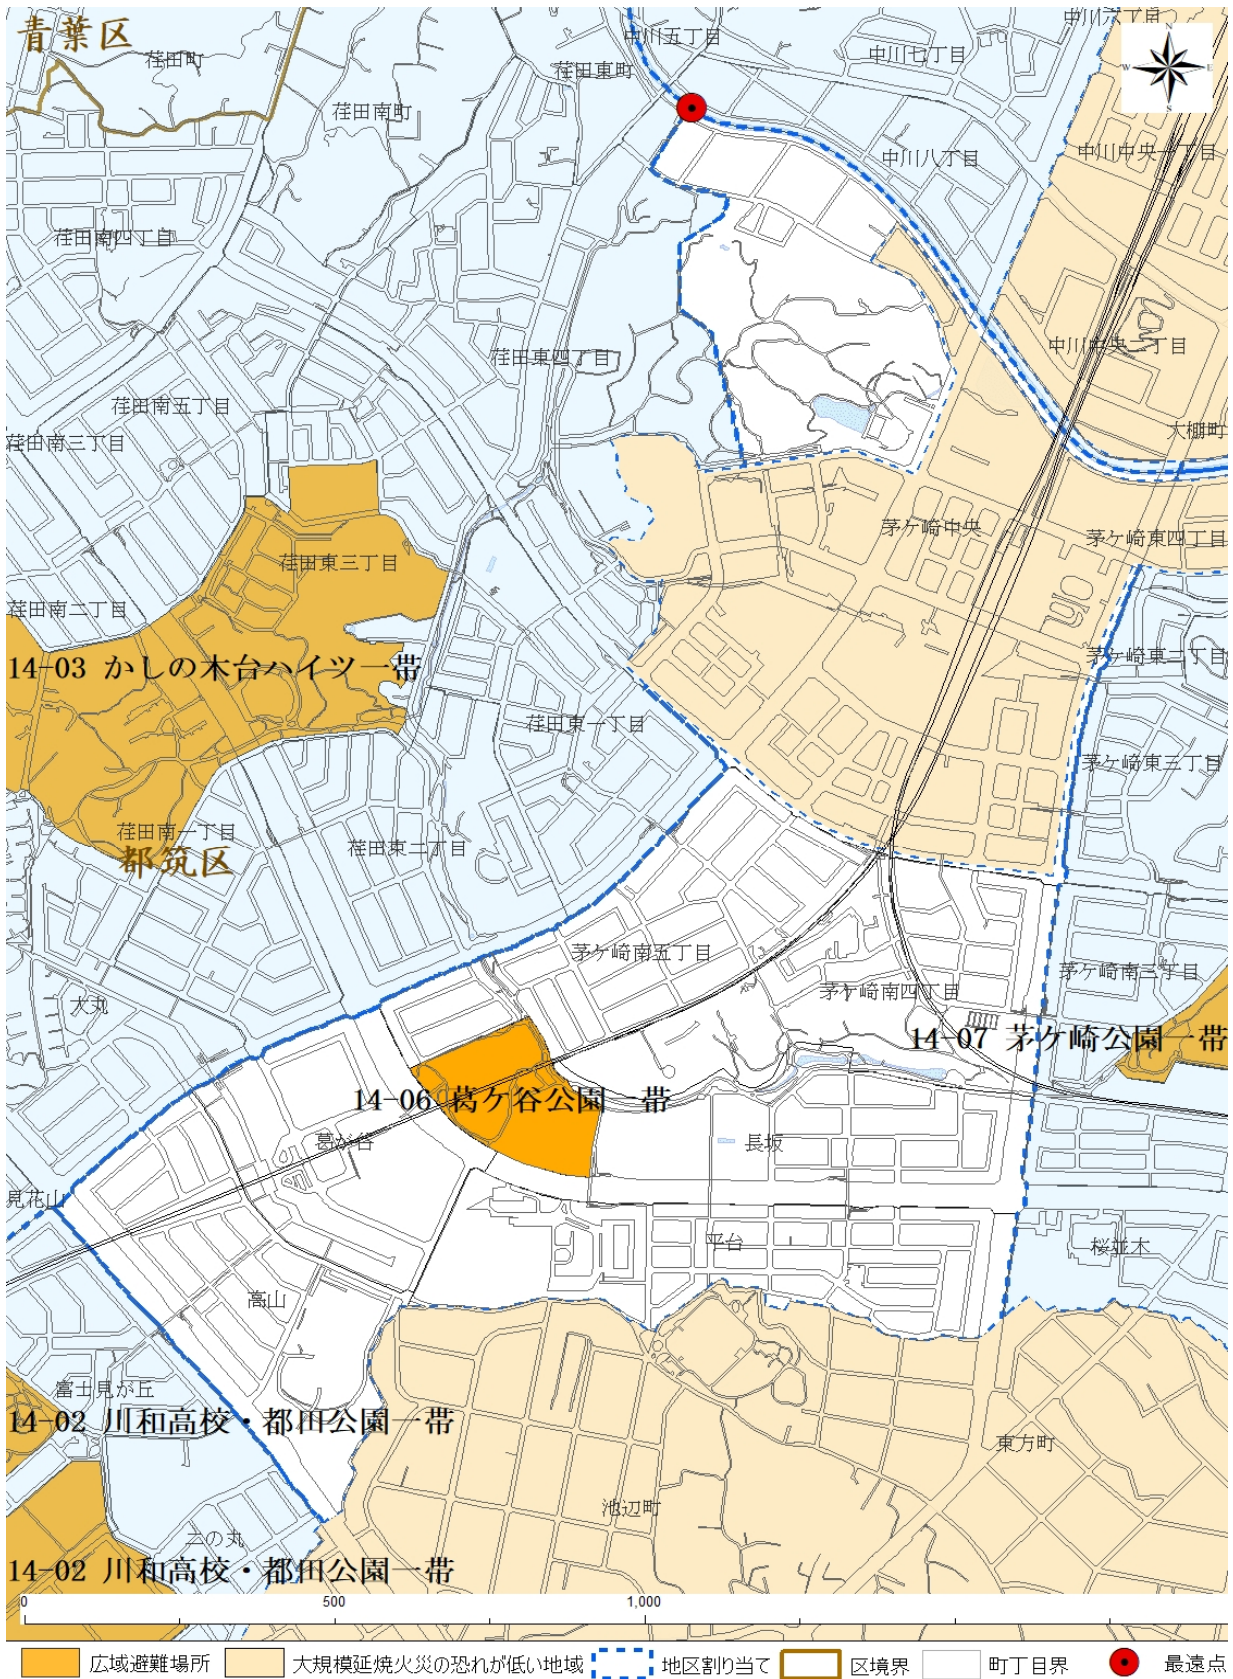 青葉区
荏田町
中川五丁目
中川六丁目
中川七丁目
荏田東町
荏田南町
N
W E
S
中川八丁目
中川中央一丁目
荏田南四丁目
荏田東四丁目
中川中央二丁目
荏田南五丁目
荏田南三丁目
大棚町
茅ケ崎中央
茅ケ崎東四丁目
荏田東三丁目
荏田南二丁目
14-03 かしの木台ハイツ一帯
茅ケ崎東二丁目
荏田東一丁目
茅ケ崎東三丁目
荏田南一丁目
都筑区
荏田東二丁目
茅ケ崎南五丁目
茅ケ崎南三丁目
茅ケ崎南四丁目
大丸
14-07 茅ケ崎公園一帯
14-06 葛ケ谷公園一帯
葛が谷
長坂
見花山
平台
桜並木
高山
富士見が丘
14-02 川和高校・都田公園一帯
東方町
池辺町
二の丸
14-02 川和高校・都田公園一帯
0 500 1,000
広域避難場所 大規模延焼火災の恐れが低い地域 地区割り当て 区境界 町丁目界 最遠点